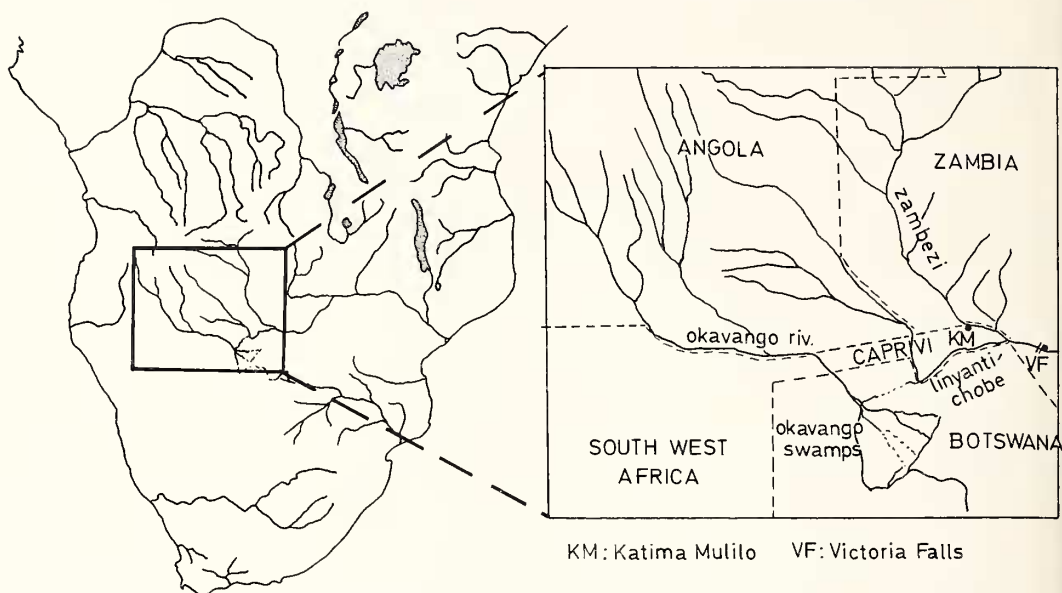 ANGOLA
ZAMBIA
zambezi
okavango riv.
CAPRIVI
KM
VF
linyanti-
chobe
okavango
swamps
BOTSWANA
SOUTH WEST
AFRICA
KM: Katima Mulilo VF: Victoria Falls